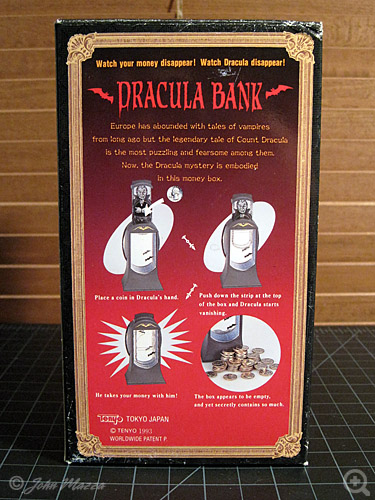 Watch your money disappear! Watch Dracula disappear!
DRACULA BANK
Europe has abounded with tales of vampires
from long ago but the legendary tale of Count Dracula
is the most puzzling and fearsome among them.
Now, the Dracula mystery is embodied
in this money box.
Place a coin in Dracula's hand.
Push down the strip at the top
of the box and Dracula starts
vanishing.
He takes your money with him!
The box appears to be empty,
and yet secretly contains so much.
Tenyo TOKYO JAPAN
© TENYO 1993
WORLDWIDE PATENT P.
© John Mazza